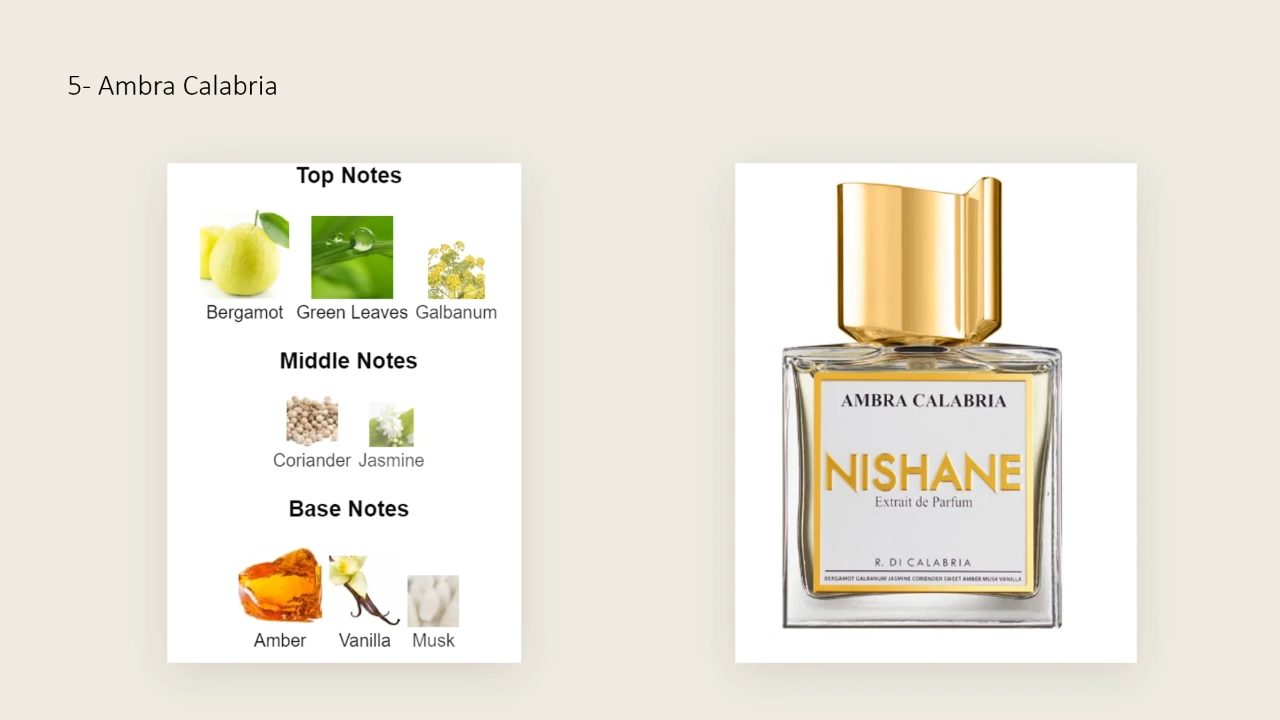 5- Ambra Calabria
Top Notes
Bergamot Green Leaves Galbanum
Middle Notes
Coriander Jasmine
Base Notes
Amber Vanilla Musk
AMBRA CALABRIA
NISHANE
Extrait de Parfum
R. DI CALABRIA
BERGAMOT GALBANUM JASMINE CORIENDER SWEET AMBER MUSK VANILLA